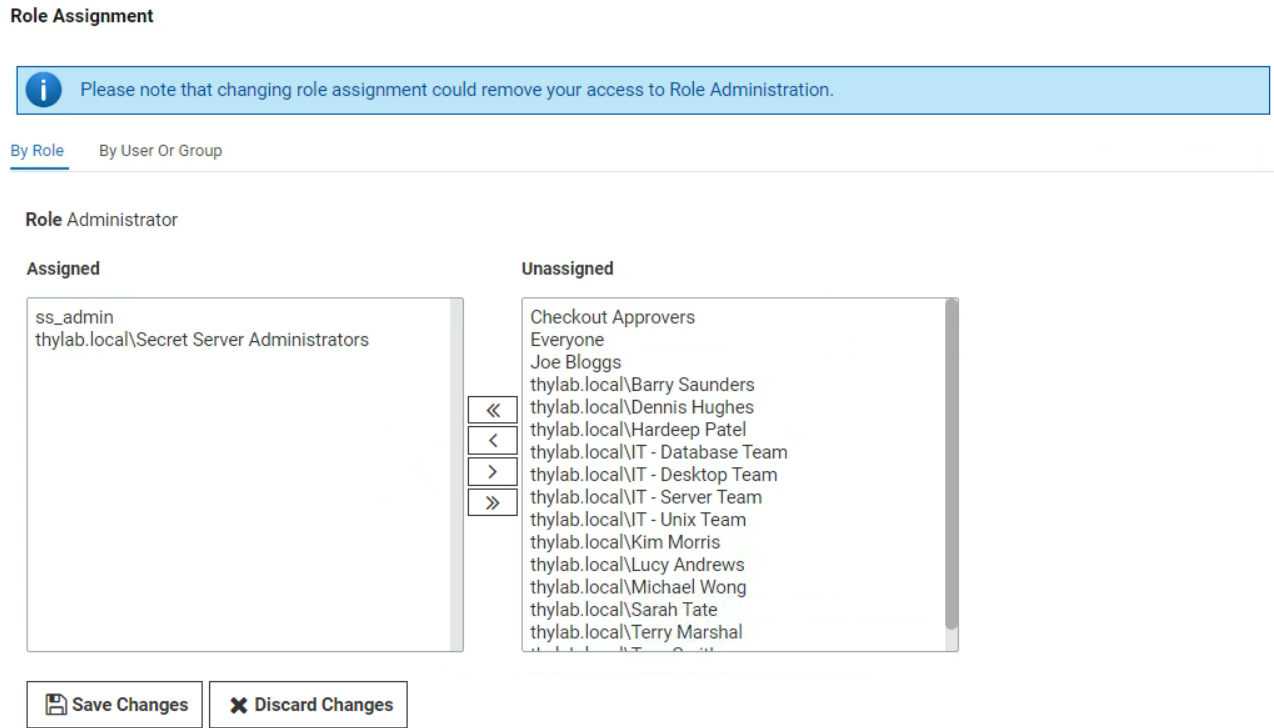 Role Assignment
Please note that changing role assignment could remove your access to Role Administration.
By Role By User Or Group
Role Administrator
Assigned
ss_admin
thylab.local\Secret Server Administrators
Unassigned
Checkout Approvers
Everyone
Joe Bloggs
thylab.local\Barry Saunders
thylab.local\Dennis Hughes
thylab.local\Hardeep Patel
thylab.local\IT - Database Team
thylab.local\IT - Desktop Team
thylab.local\IT - Server Team
thylab.local\IT - Unix Team
thylab.local\Kim Morris
thylab.local\Lucy Andrews
thylab.local\Michael Wong
thylab.local\Sarah Tate
thylab.local\Terry Marshal
Save Changes Discard Changes